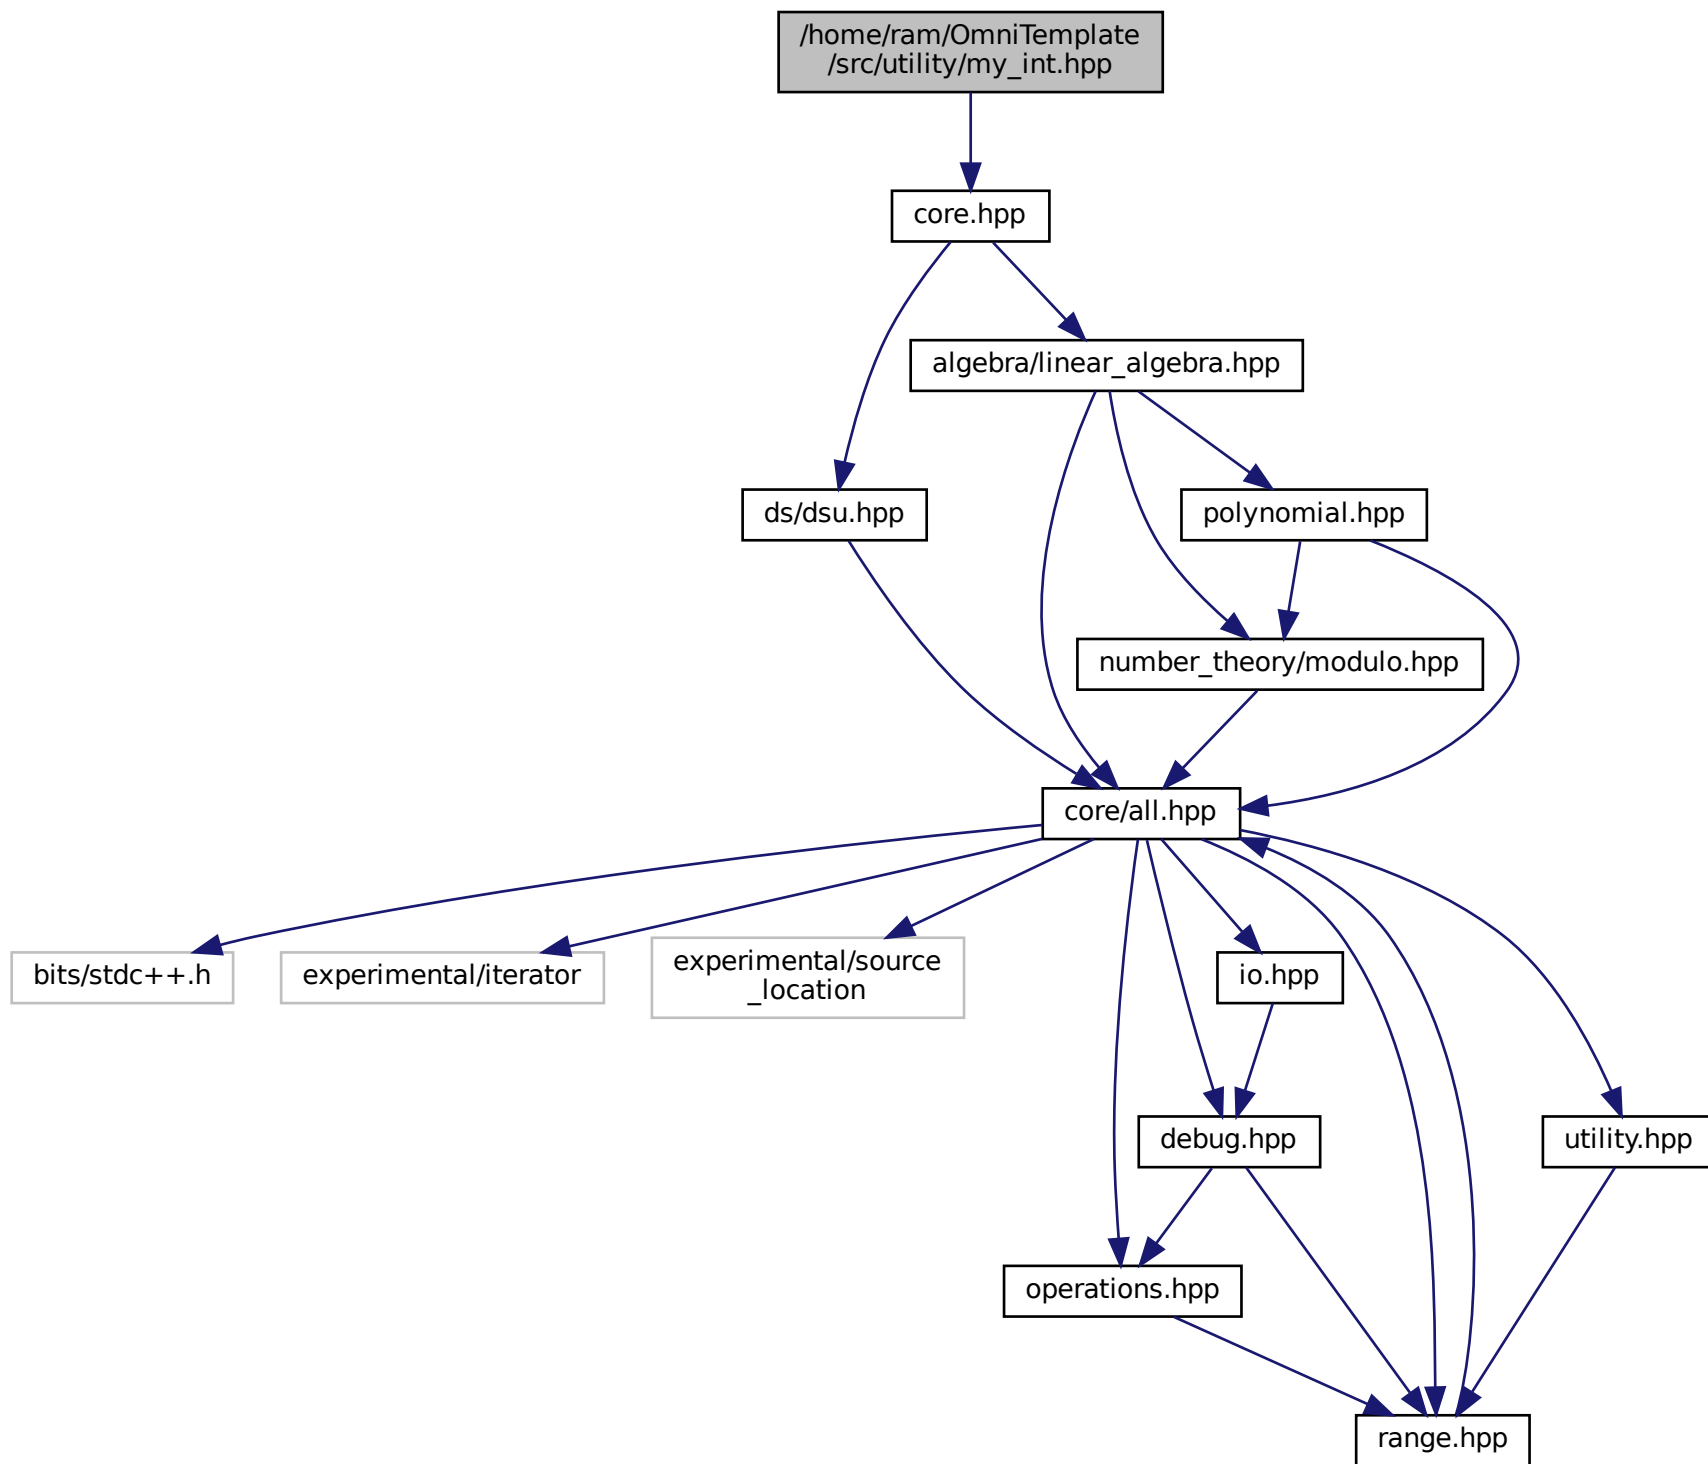 /home/ram/OmniTemplate
/src/utility/my_int.hpp
core.hpp
algebra/linear_algebra.hpp
ds/dsu.hpp
polynomial.hpp
number_theory/modulo.hpp
core/all.hpp
bits/stdc++.h
experimental/iterator
experimental/source
_location
io.hpp
debug.hpp
utility.hpp
operations.hpp
range.hpp